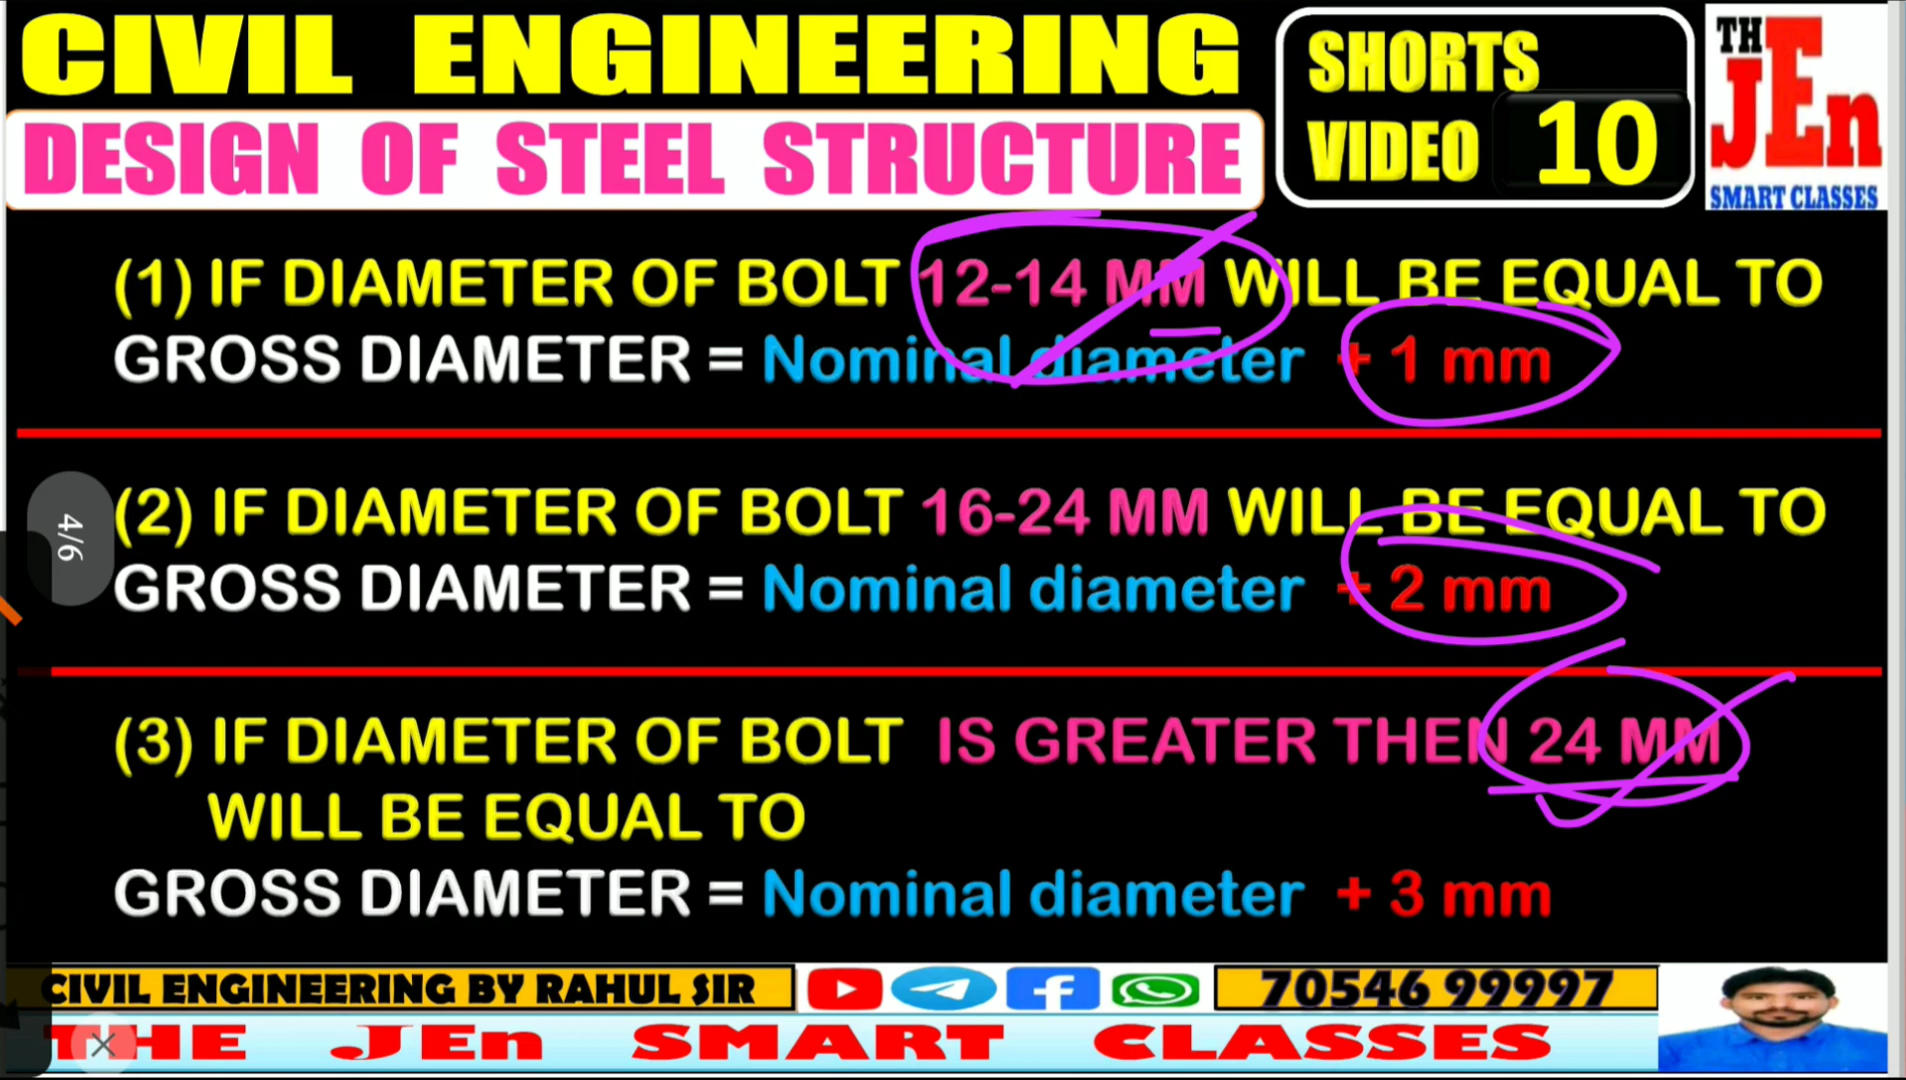 CIVIL ENGINEERING
DESIGN OF STEEL STRUCTURE
SHORTS
VIDEO 10
TH
JEn
SMART CLASSES
(1) IF DIAMETER OF BOLT 12-14 MM WILL BE EQUAL TO
GROSS DIAMETER = Nominal diameter + 1 mm
(2) IF DIAMETER OF BOLT 16-24 MM WILL BE EQUAL TO
GROSS DIAMETER = Nominal diameter + 2 mm
4/6
(3) IF DIAMETER OF BOLT IS GREATER THEN 24 MM
WILL BE EQUAL TO
GROSS DIAMETER = Nominal diameter + 3 mm
CIVIL ENGINEERING BY RAHUL SIR
70546 99997
THE JEn SMART CLASSES